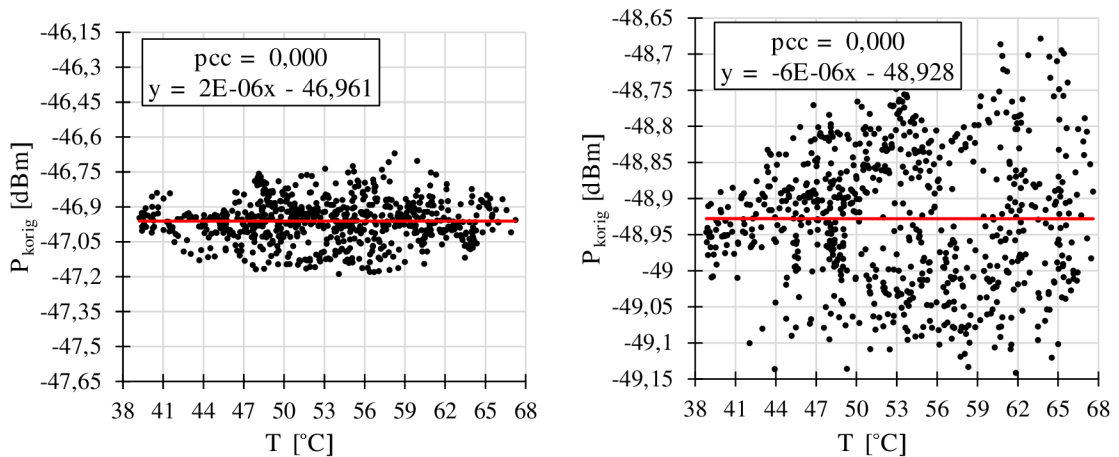 pcc = 0,000
y = 2E-06x - 46,961
P korig [dBm]
-46,15
-46,3
-46,45
-46,6
-46,75
-46,9
-47,05
-47,2
-47,35
-47,5
-47,65
38 41 44 47 50 53 56 59 62 65 68
T [°C]
pcc = 0,000
y = -6E-06x - 48,928
P korig [dBm]
-48,65
-48,7
-48,75
-48,8
-48,85
-48,9
-48,95
-49
-49,05
-49,1
-49,15
38 41 44 47 50 53 56 59 62 65 68
T [°C]